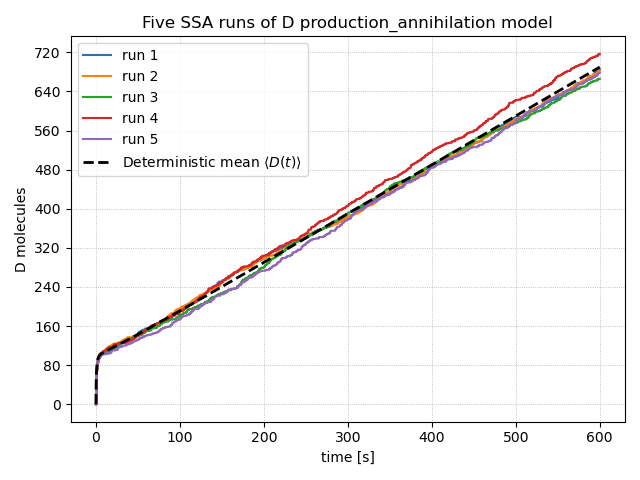 Five SSA runs of D production_annihilation model
run 1
run 2
run 3
run 4
run 5
Deterministic mean ⟨D(t)⟩
D molecules
720
640
560
480
400
320
240
160
80
0
0 100 200 300 400 500 600
time [s]